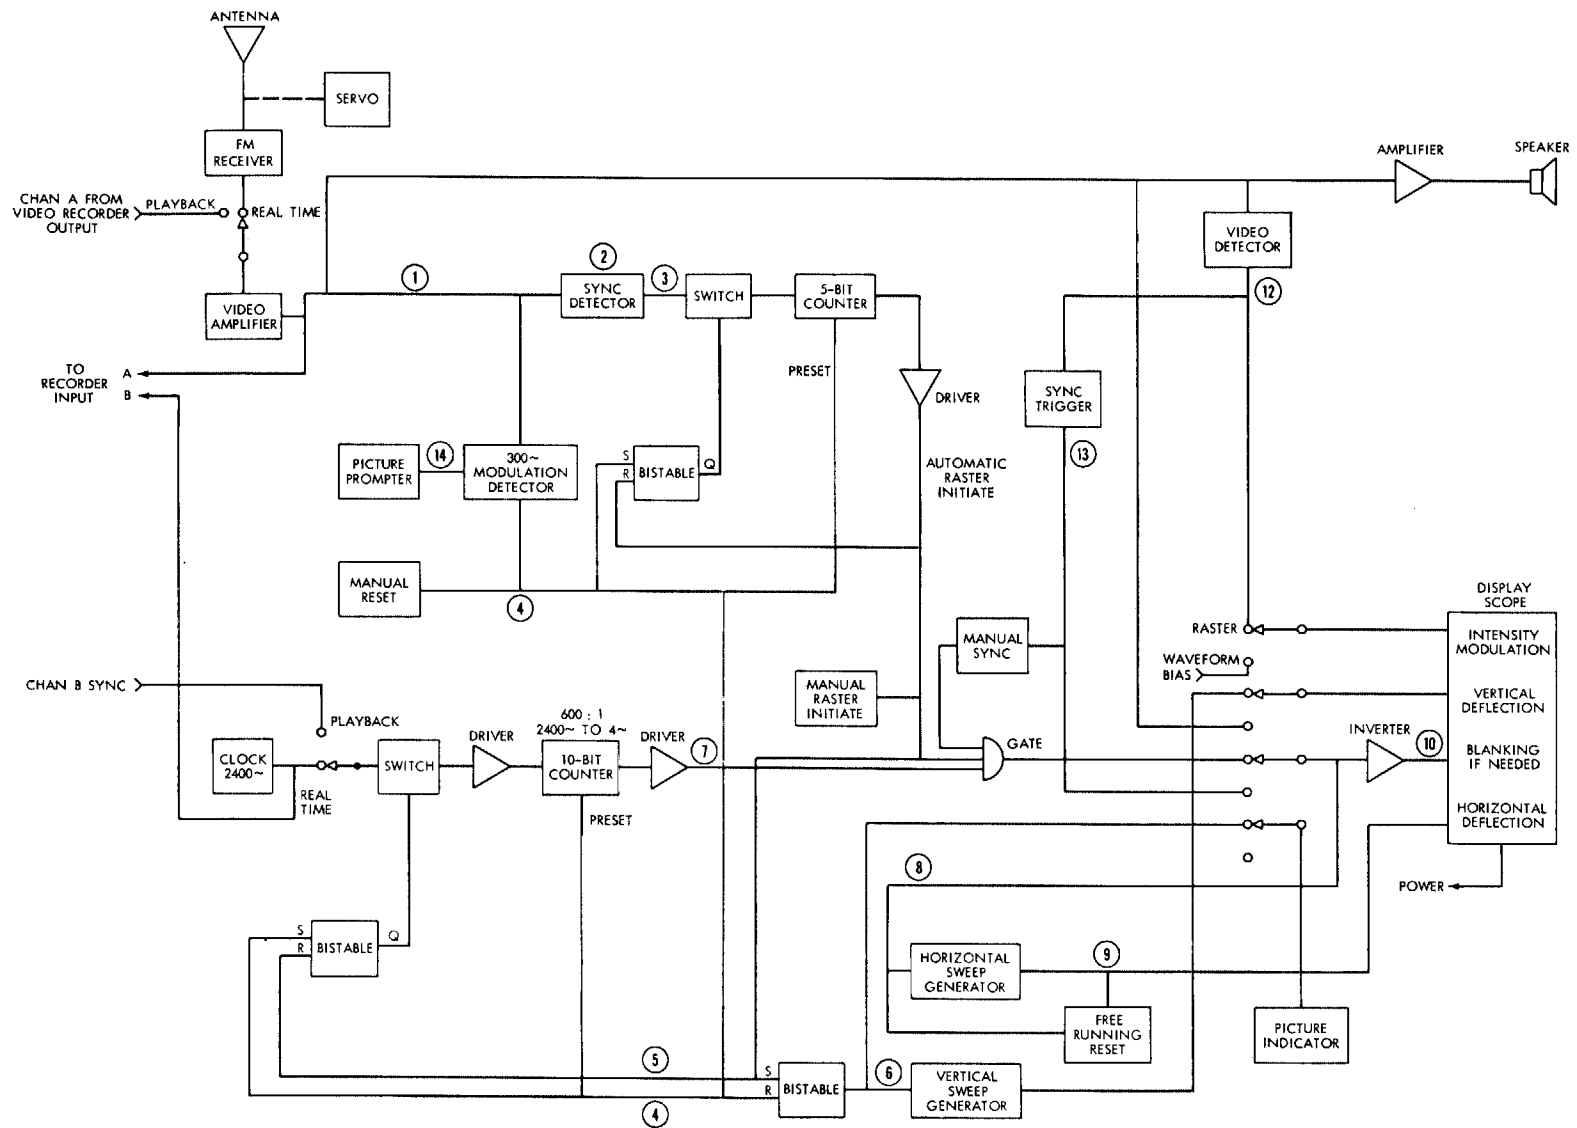 ANTENNA
SERVO
FM
RECEIVER
CHAN A FROM
VIDEO RECORDER
OUTPUT
PLAYBACK
REAL TIME
VIDEO
AMPLIFIER
TO
RECORDER
INPUT
A
B
1
2
SYNC
DETECTOR
3
SWITCH
5-BIT
COUNTER
PRESET
DRIVER
AUTOMATIC
RASTER
INITIATE
PICTURE
PROMPTER
14
300~
MODULATION
DETECTOR
S
R
BISTABLE
Q
MANUAL
RESET
4
AMPLIFIER
SPEAKER
VIDEO
DETECTOR
12
SYNC
TRIGGER
13
MANUAL
SYNC
MANUAL
RASTER
INITIATE
GATE
RASTER
WAVEFORM
BIAS
DISPLAY
SCOPE
INTENSITY
MODULATION
VERTICAL
DEFLECTION
INVERTER
10
BLANKING
IF NEEDED
HORIZONTAL
DEFLECTION
POWER
CHAN B SYNC
PLAYBACK
CLOCK
2400~
REAL
TIME
SWITCH
DRIVER
600 : 1
2400~ TO 4~
10-BIT
COUNTER
PRESET
DRIVER
7
S
R
BISTABLE
Q
8
HORIZONTAL
SWEEP
GENERATOR
9
FREE
RUNNING
RESET
PICTURE
INDICATOR
5
4
S
R
BISTABLE
6
VERTICAL
SWEEP
GENERATOR